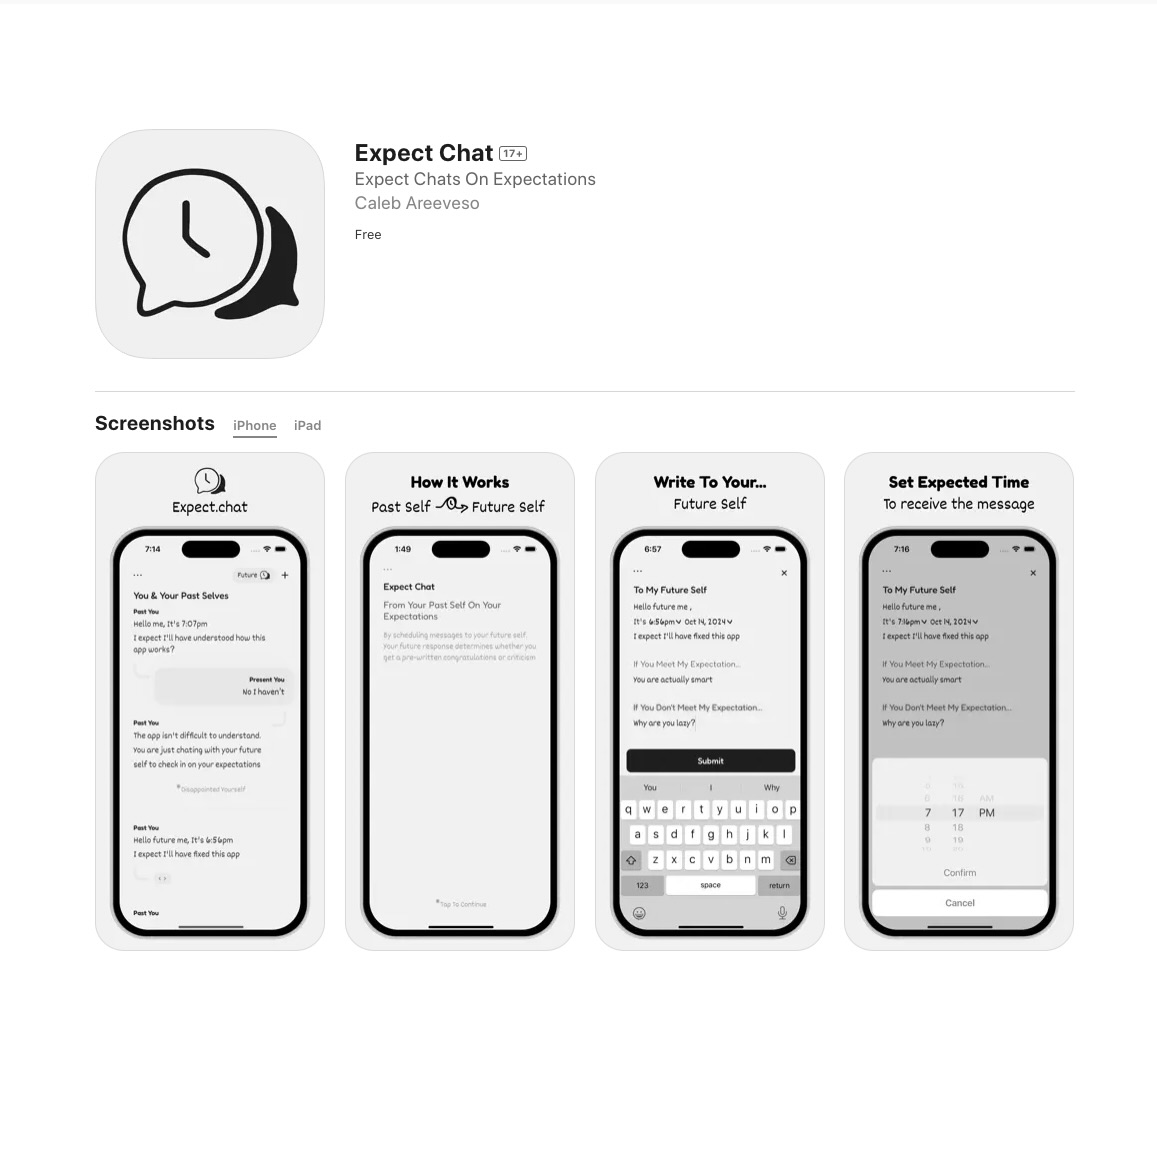 Expect Chat 17+
Expect Chats On Expectations
Caleb Areeveso
Free
Screenshots iPhone iPad
Expect.chat
7:14
... Future +
You & Your Past Selves
Past You
Hello me, It's 7:07pm
I expect I'll have understood how this
app works?
Present You
No I haven't
Past You
The app isn't difficult to understand.
You are just chating with your future
self to check in on your expectations
*Disappointed Yourself
Past You
Hello future me, It's 6:56pm
I expect I'll have fixed this app
Past You
How It Works
Past Self Future Self
1:49
...
Expect Chat
From Your Past Self On Your
Expectations
By scheduling messages to your future self.
Your future response determines whether you
get a pre-written congratulations or criticism
*Tap To Continue
Write To Your...
Future Self
6:57
... ×
To My Future Self
Hello future me ,
It's 6:56pm Oct 14, 2024
I expect I'll have fixed this app
If You Meet My Expectation...
You are actually smart
If You Don't Meet My Expectation...
Why are you lazy?
Submit
You I Why
q w e r t y u i o p
a s d f g h j k l
z x c v b n m
123 space return
Set Expected Time
To receive the message
7:16
... ×
To My Future Self
Hello future me ,
It's 7:16pm Oct 14, 2024
I expect I'll have fixed this app
If You Meet My Expectation...
You are actually smart
If You Don't Meet My Expectation...
Why are you lazy?
6 16 AM
7 17 PM
8 18
9 19
Confirm
Cancel